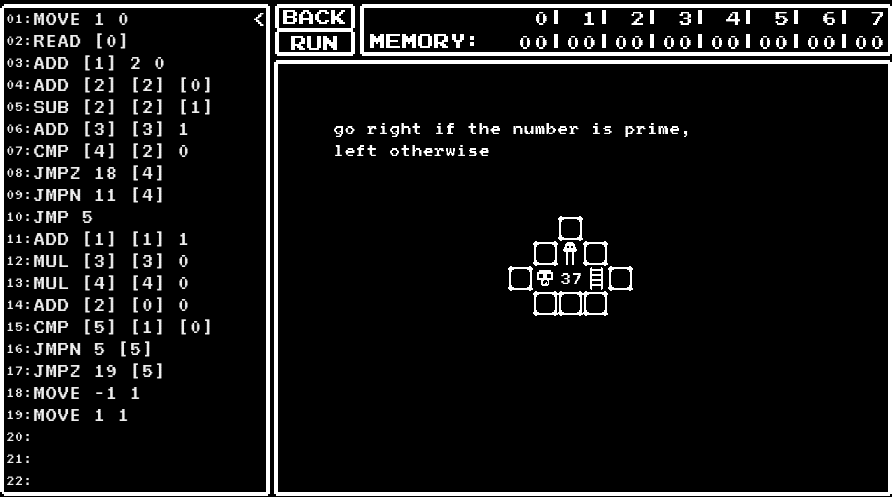 01:MOVE 1 0 <
02:READ [0]
03:ADD [1] 2 0
04:ADD [2] [2] [0]
05:SUB [2] [2] [1]
06:ADD [3] [3] 1
07:CMP [4] [2] 0
08:JMPZ 18 [4]
09:JMPN 11 [4]
10:JMP 5
11:ADD [1] [1] 1
12:MUL [3] [3] 0
13:MUL [4] [4] 0
14:ADD [2] [0] 0
15:CMP [5] [1] [0]
16:JMPN 5 [5]
17:JMPZ 19 [5]
18:MOVE -1 1
19:MOVE 1 1
20:
21:
22:
BACK
RUN
0| 1| 2| 3| 4| 5| 6| 7
MEMORY: 00|00|00|00|00|00|00|00
go right if the number is prime,
left otherwise
37